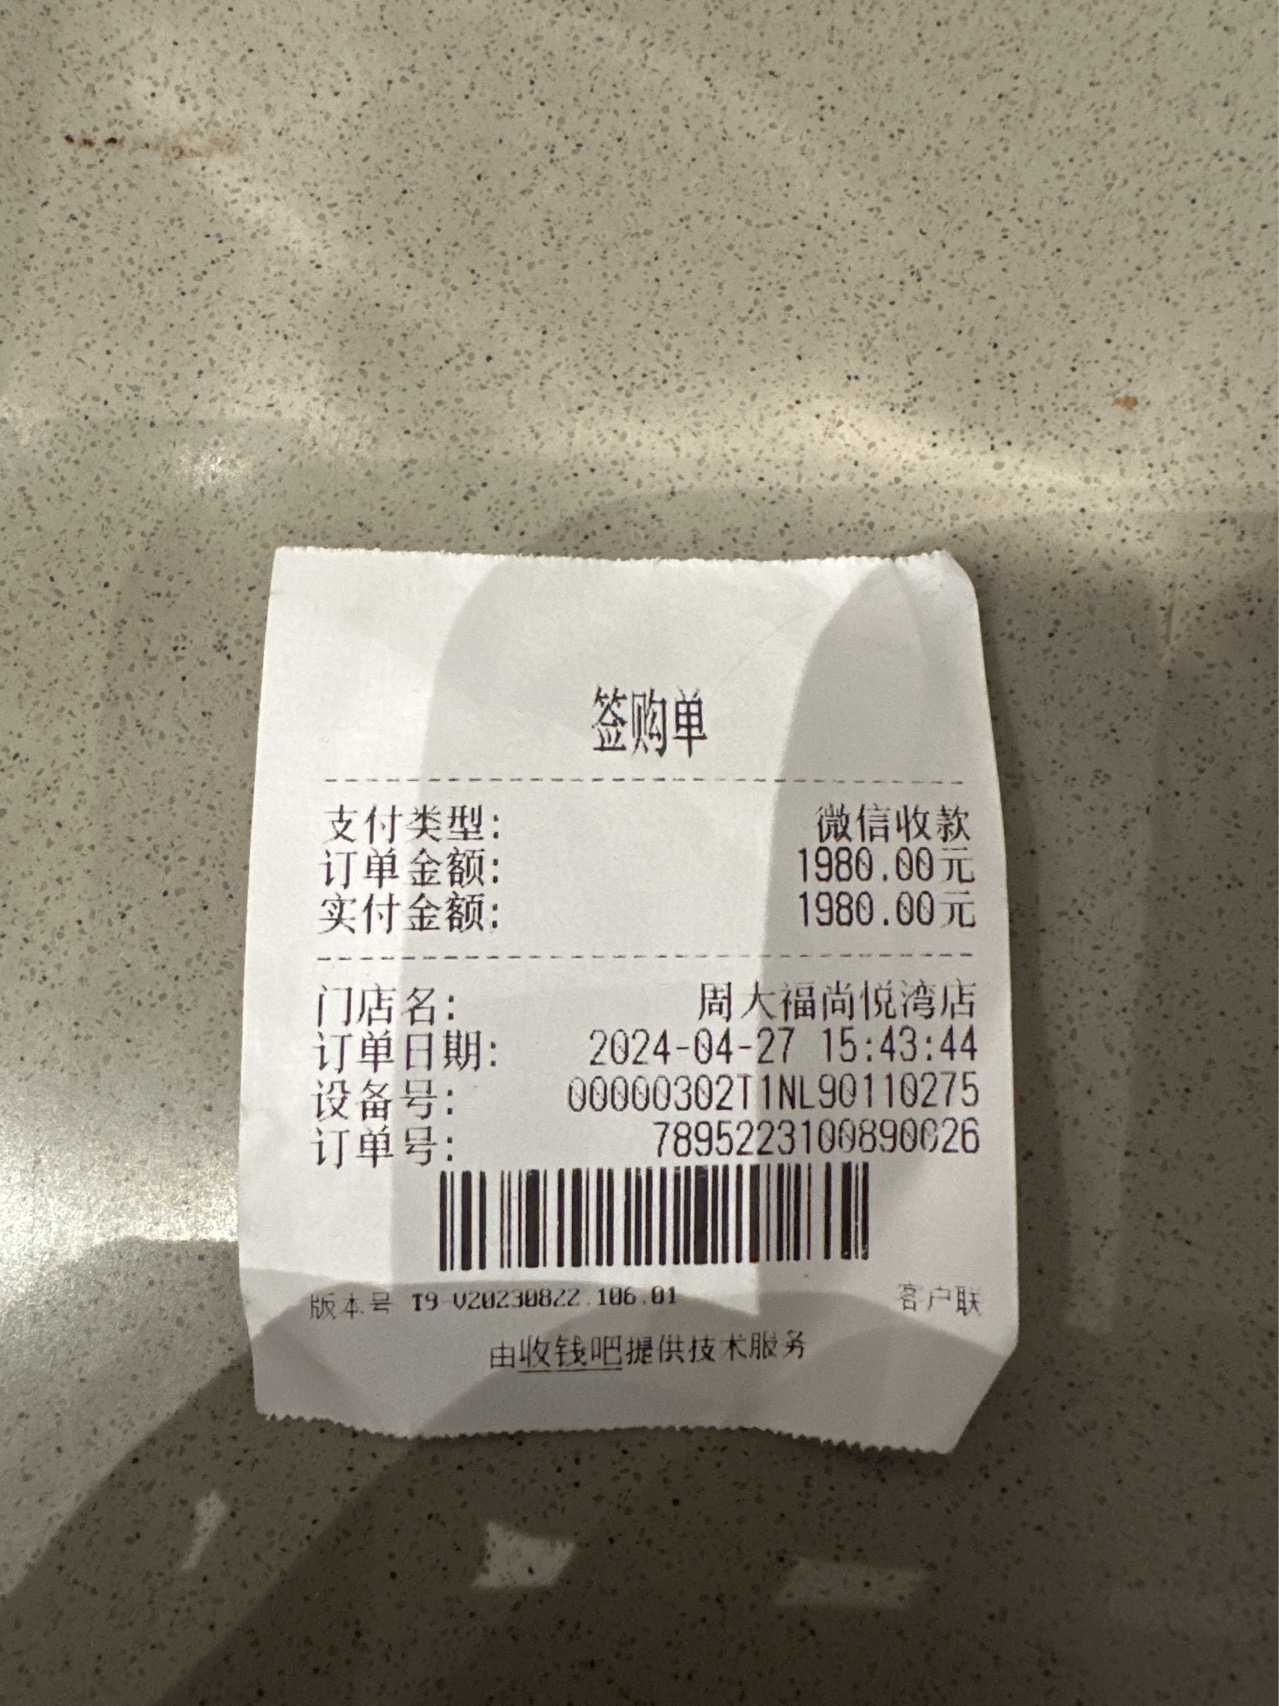 签购单
支付类型: 微信收款
订单金额: 1980.00元
实付金额: 1980.00元
门店名: 周大福尚悦湾店
订单日期: 2024-04-27 15:43:44
设备号: 00000302T1NL90110275
订单号: 7895223100890026
版本号 T9-V20230822.106.01 客户联
由收钱吧提供技术服务